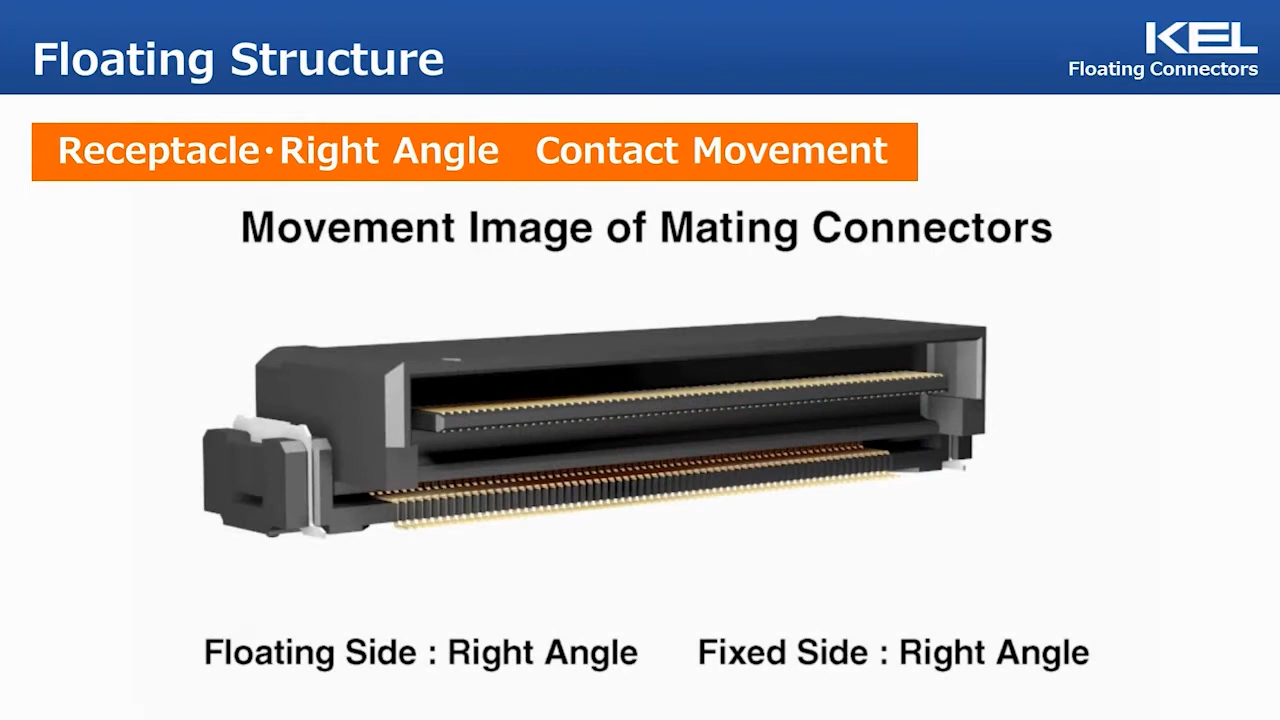 Floating Structure
KEL
Floating Connectors
Receptacle・Right Angle Contact Movement
Movement Image of Mating Connectors
Floating Side : Right Angle Fixed Side : Right Angle